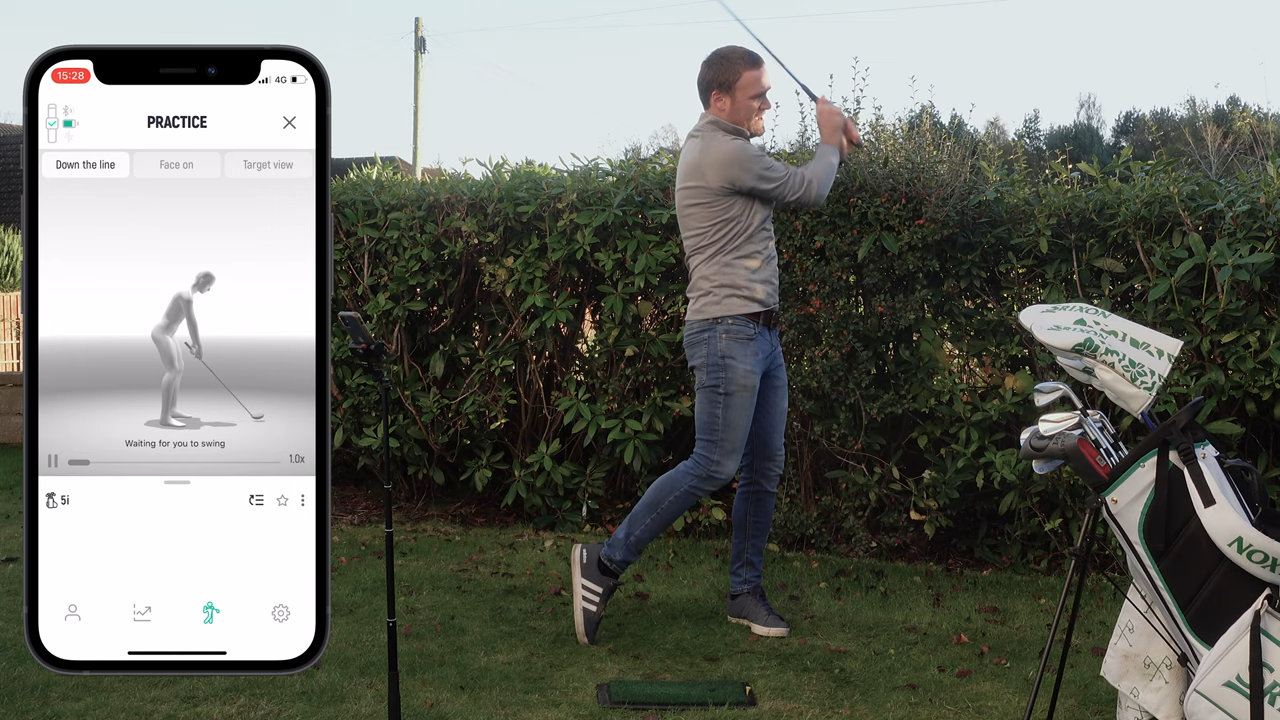 15:28
4G
PRACTICE
Down the line
Face on
Target view
Waiting for you to swing
1.0x
5i
SRIXON
SRIXON
adidas